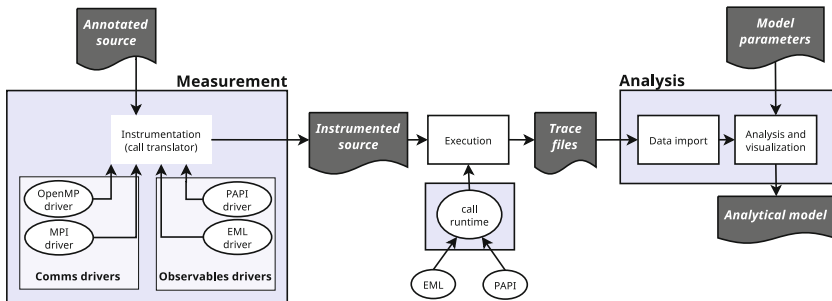 Annotated
source
Model
parameters
Measurement
Analysis
Instrumentation
(call translator)
Instrumented
source
Execution
Trace
files
Data import
Analysis and
visualization
OpenMP
driver
PAPI
driver
MPI
driver
EML
driver
call
runtime
Analytical model
Comms drivers
Observables drivers
EML
PAPI